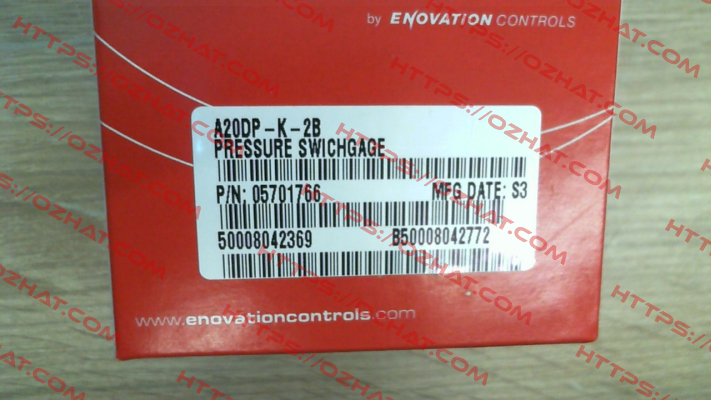 by ENOVATION CONTROLS
A20DP-K-2B
PRESSURE SWICHGAGE
P/N: 05701766 MFG DATE: S3
50008042369 B50008042772
www.enovationcontrols.com
HTTPS://OZHAT.COM